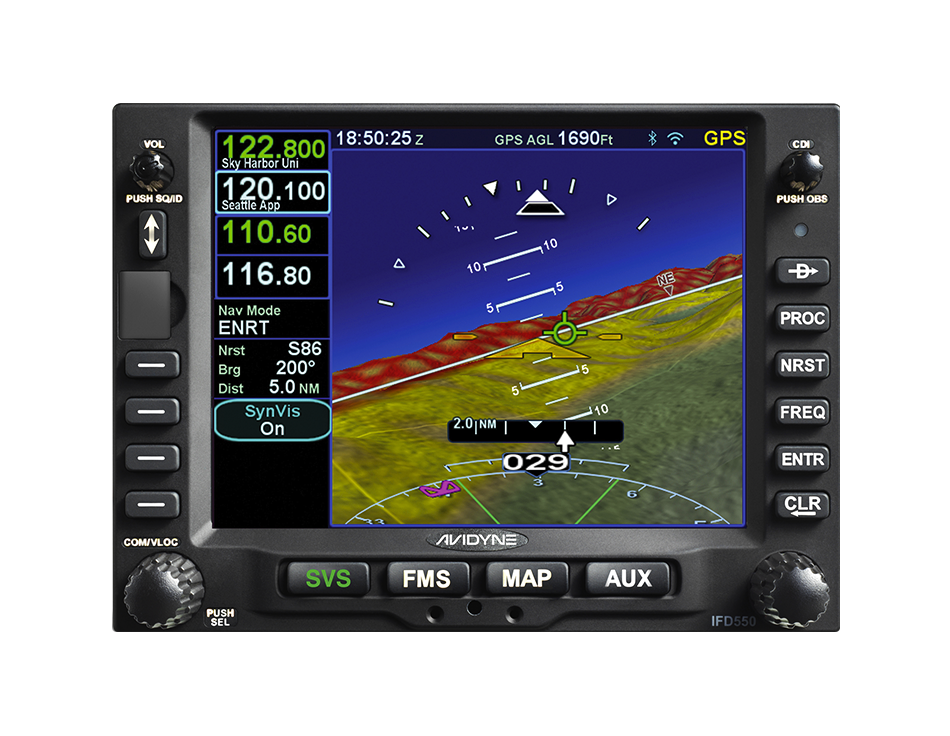 VOL
PUSH SQ/ID
122.800
Sky Harbor Uni
120.100
Seattle App
110.60
116.80
Nav Mode
ENRT
Nrst S86
Brg 200°
Dist 5.0 NM
SynVis
On
COM/VLOC
PUSH
SEL
18:50:25 Z GPS AGL 1690Ft GPS
10 10
NE
5 5
5 5
10
2.0 NM
029
3
6
33
AVIDYNE
SVS FMS MAP AUX
CDI
PUSH OBS
D
PROC
NRST
FREQ
ENTR
CLR
IFD550